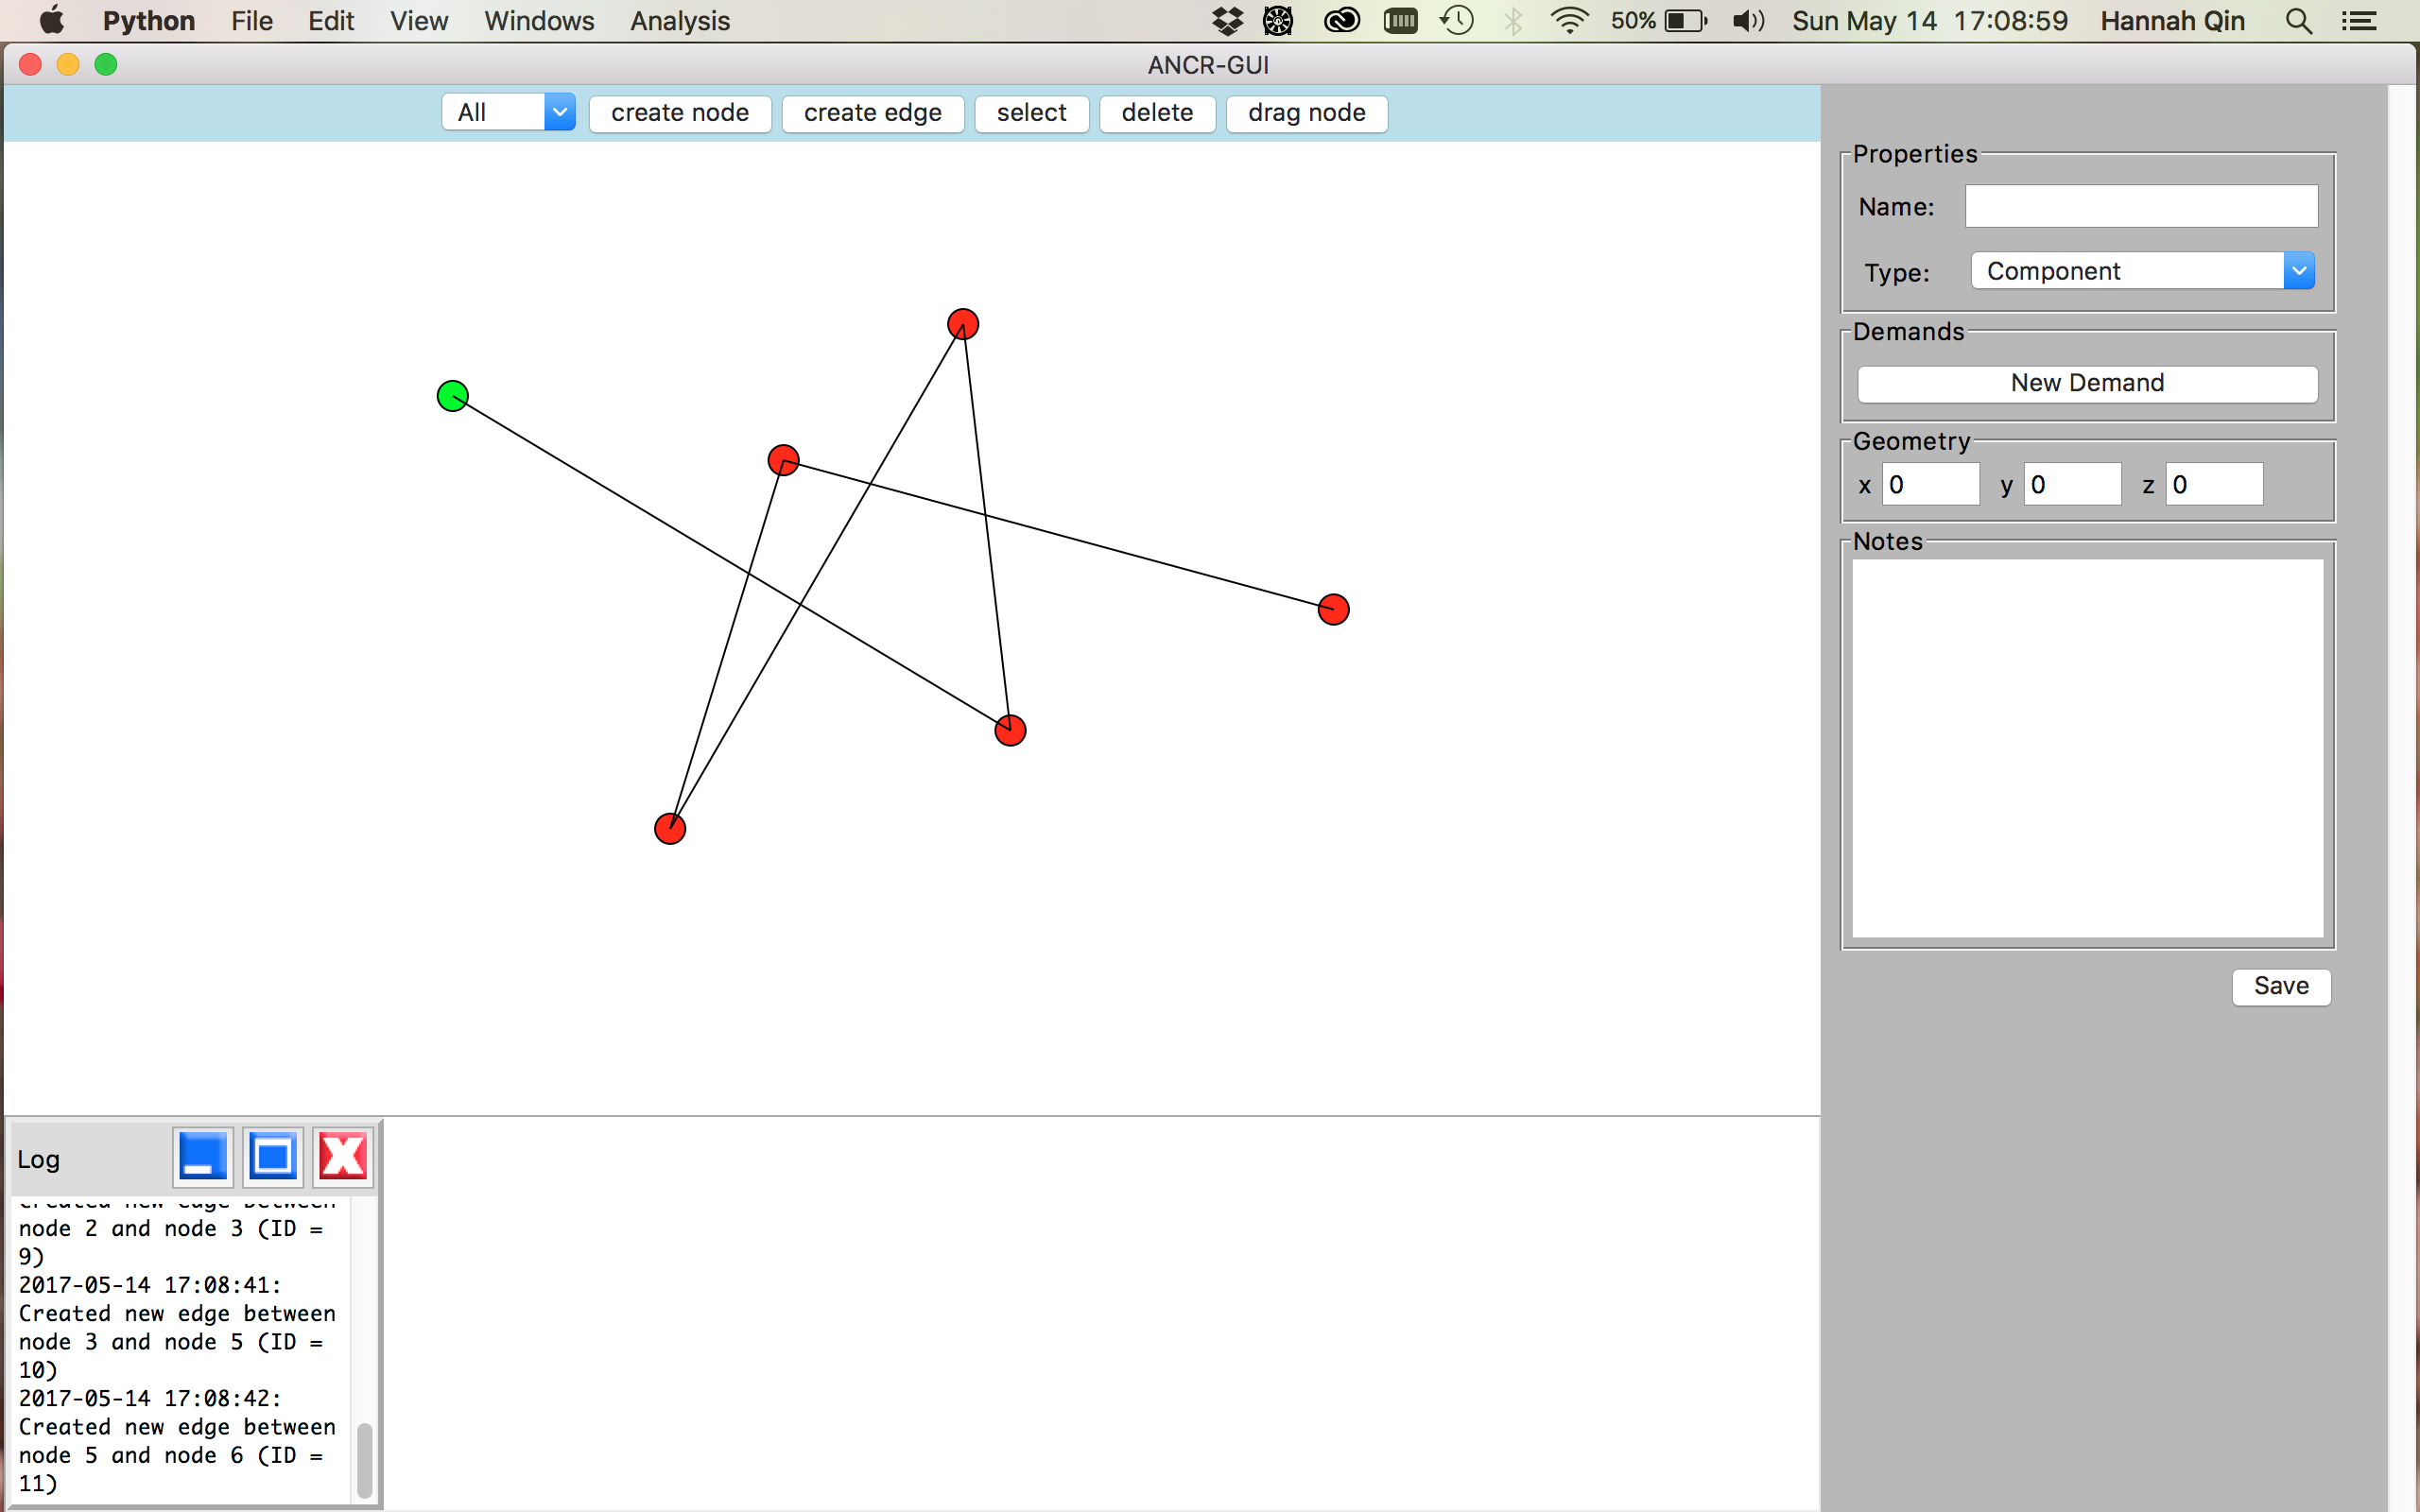 Python File Edit View Windows Analysis 50% Sun May 14 17:08:59 Hannah Qin
ANCR-GUI
All create node create edge select delete drag node
Properties
Name:
Type: Component
Demands
New Demand
Geometry
x 0 y 0 z 0
Notes
Save
Log
Created new edge between
node 2 and node 3 (ID =
9)
2017-05-14 17:08:41:
Created new edge between
node 3 and node 5 (ID =
10)
2017-05-14 17:08:42:
Created new edge between
node 5 and node 6 (ID =
11)